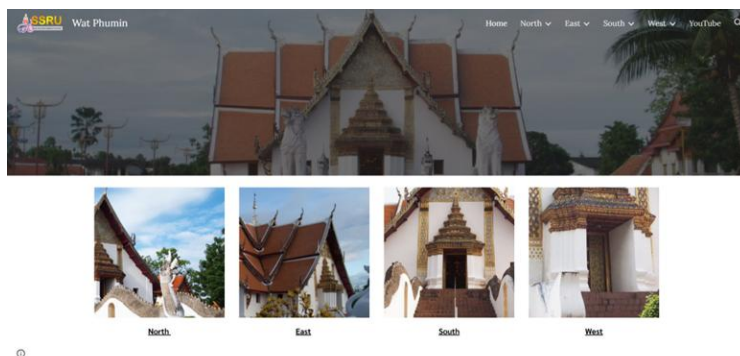 SSRU
Wat Phumin
Home North East South West YouTube
North
East
South
West